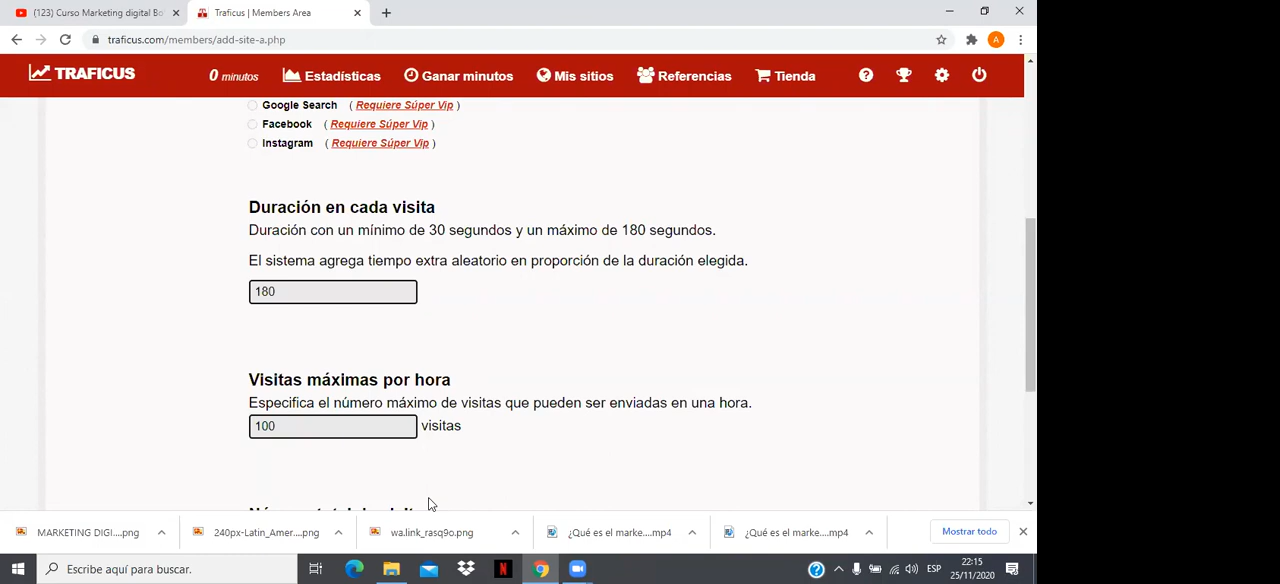 (123) Curso Marketing digital Bo
Traficus | Members Area
traficus.com/members/add-site-a.php
A
TRAFICUS
0 minutos
Estadísticas
Ganar minutos
Mis sitios
Referencias
Tienda
Google Search ( Requiere Súper Vip )
Facebook ( Requiere Súper Vip )
Instagram ( Requiere Súper Vip )
Duración en cada visita
Duración con un mínimo de 30 segundos y un máximo de 180 segundos.
El sistema agrega tiempo extra aleatorio en proporción de la duración elegida.
180
Visitas máximas por hora
Especifica el número máximo de visitas que pueden ser enviadas en una hora.
100 visitas
MARKETING DIGI....png
240px-Latin_Amer....png
wa.link_rasq9o.png
¿Qué es el marke....mp4
¿Qué es el marke....mp4
Mostrar todo
Escribe aquí para buscar.
N
ESP
22:15
25/11/2020